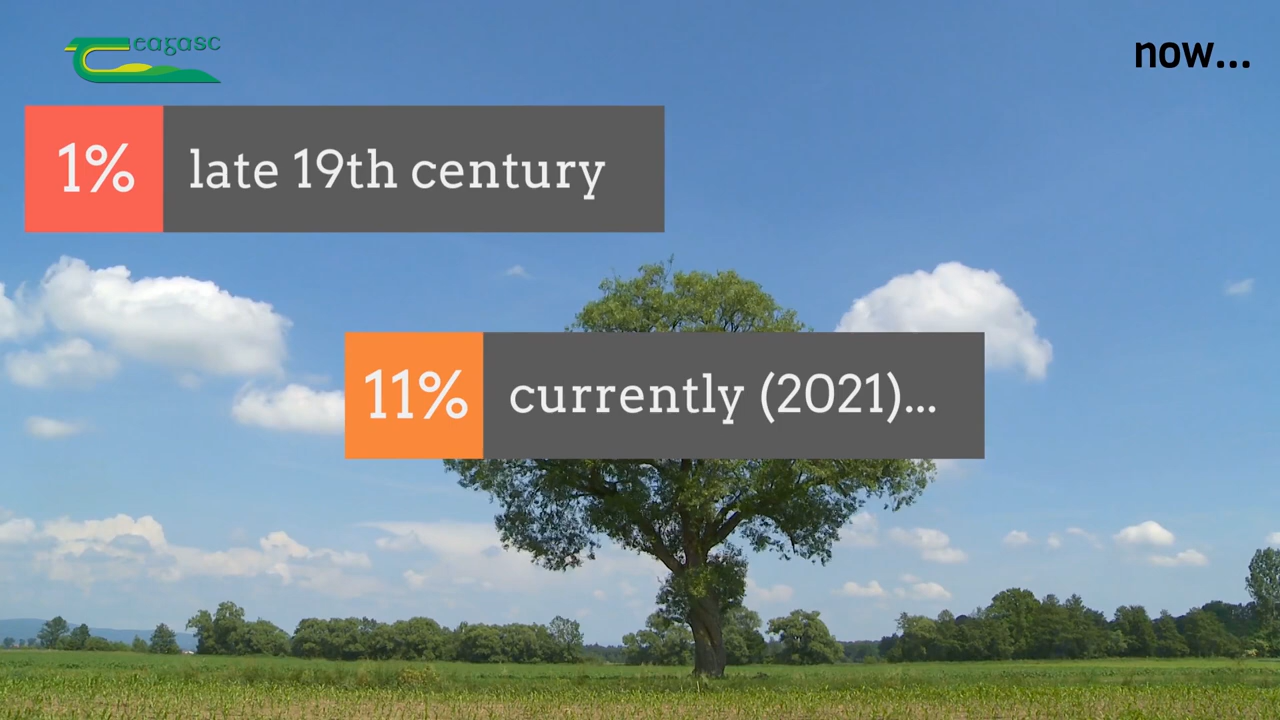 teagasc
now...
1% late 19th century
11% currently (2021)...